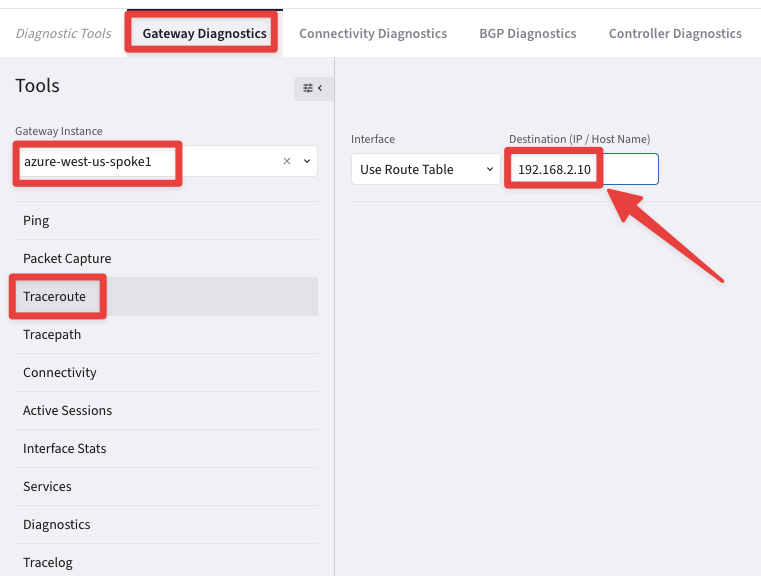 Diagnostic Tools
Gateway Diagnostics
Connectivity Diagnostics
BGP Diagnostics
Controller Diagnostics
Tools
Gateway Instance
azure-west-us-spoke1
Interface
Destination (IP / Host Name)
Use Route Table
192.168.2.10
Ping
Packet Capture
Traceroute
Tracepath
Connectivity
Active Sessions
Interface Stats
Services
Diagnostics
Tracelog